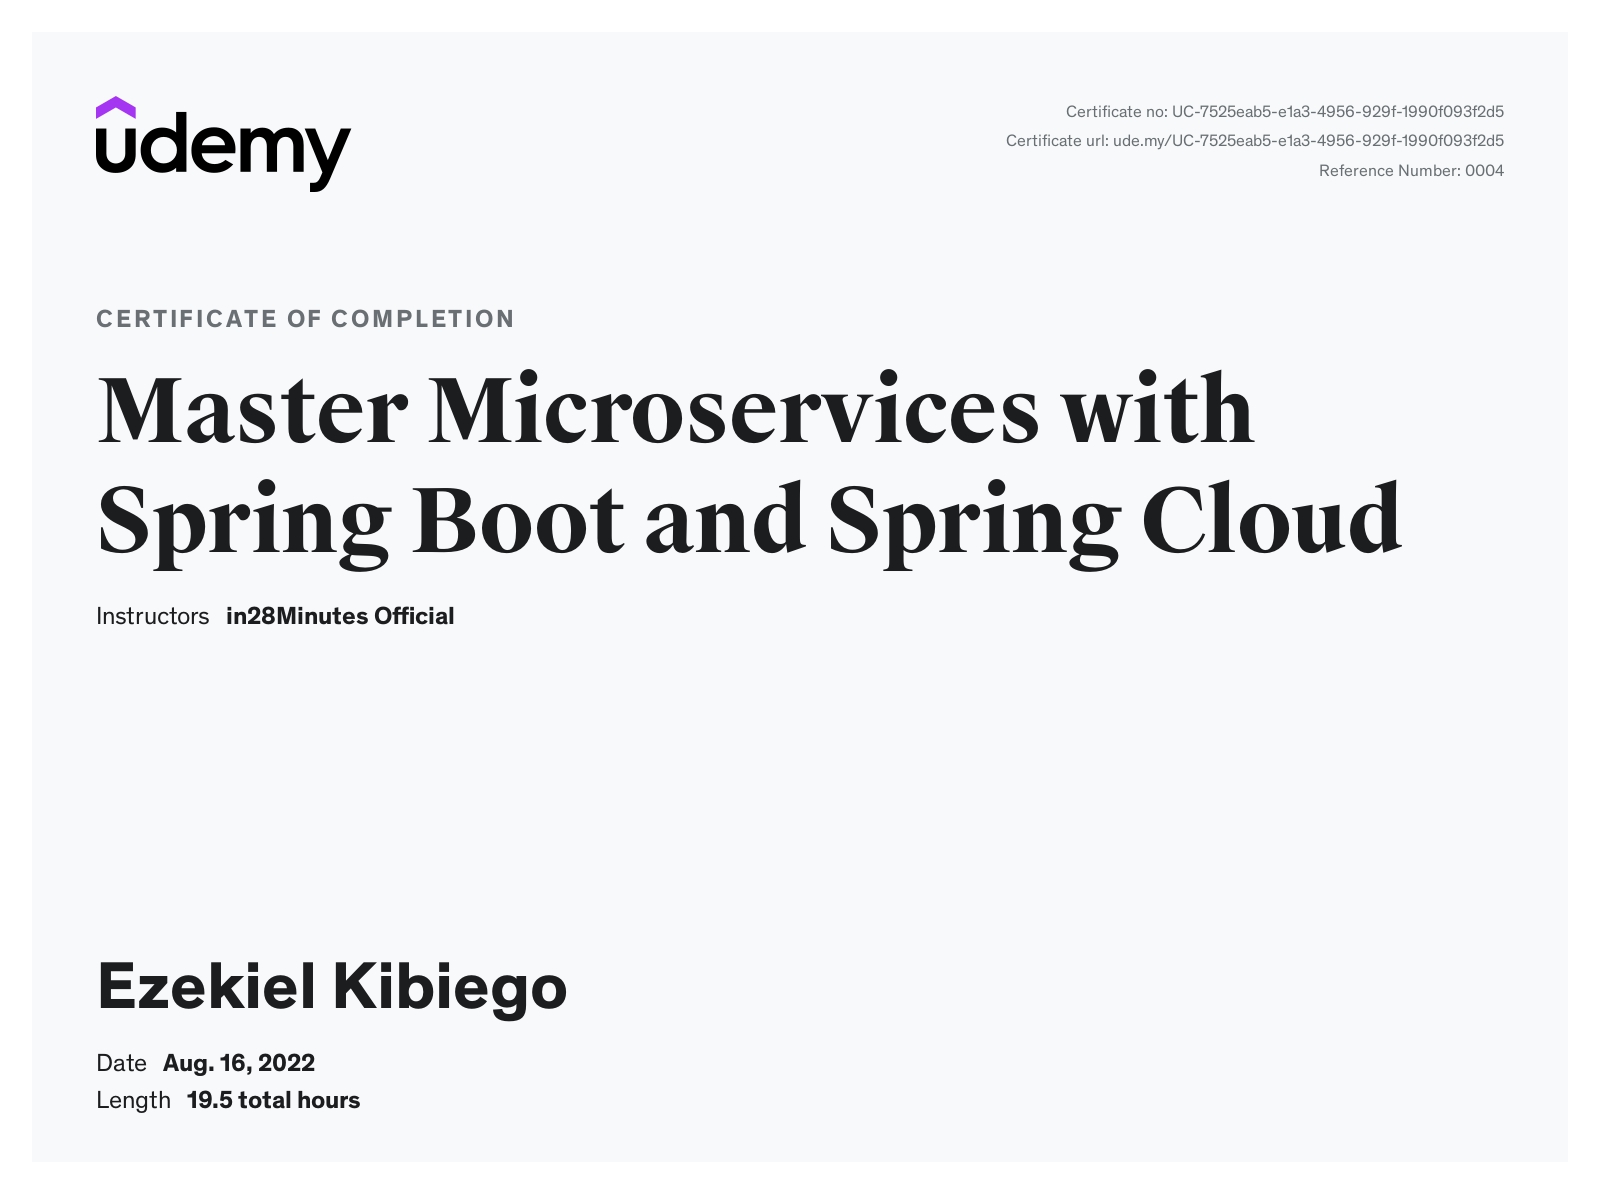 udemy
Certificate no: UC-7525eab5-e1a3-4956-929f-1990f093f2d5
Certificate url: ude.my/UC-7525eab5-e1a3-4956-929f-1990f093f2d5
Reference Number: 0004
CERTIFICATE OF COMPLETION
Master Microservices with
Spring Boot and Spring Cloud
Instructors in28Minutes Official
Ezekiel Kibiego
Date Aug. 16, 2022
Length 19.5 total hours